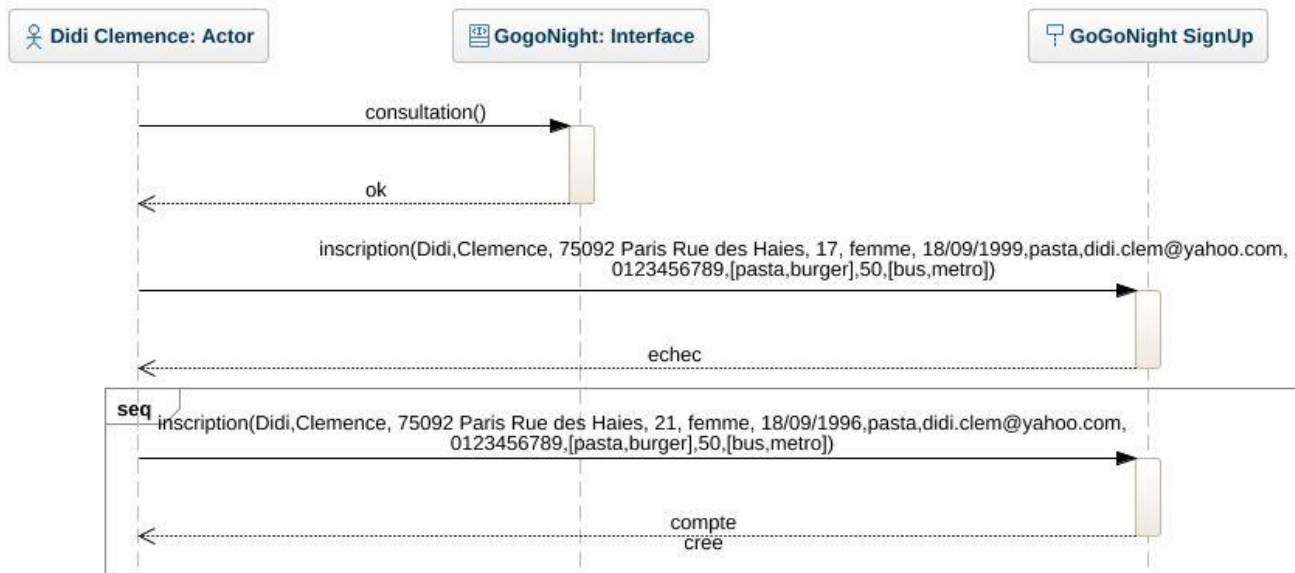 Didi Clemence: Actor
GogoNight: Interface
GoGoNight SignUp
consultation()
ok
inscription(Didi,Clemence, 75092 Paris Rue des Haies, 17, femme, 18/09/1999,pasta,didi.clem@yahoo.com,
0123456789,[pasta,burger],50,[bus,metro])
echec
seq
inscription(Didi,Clemence, 75092 Paris Rue des Haies, 21, femme, 18/09/1996,pasta,didi.clem@yahoo.com,
0123456789,[pasta,burger],50,[bus,metro])
compte
cree